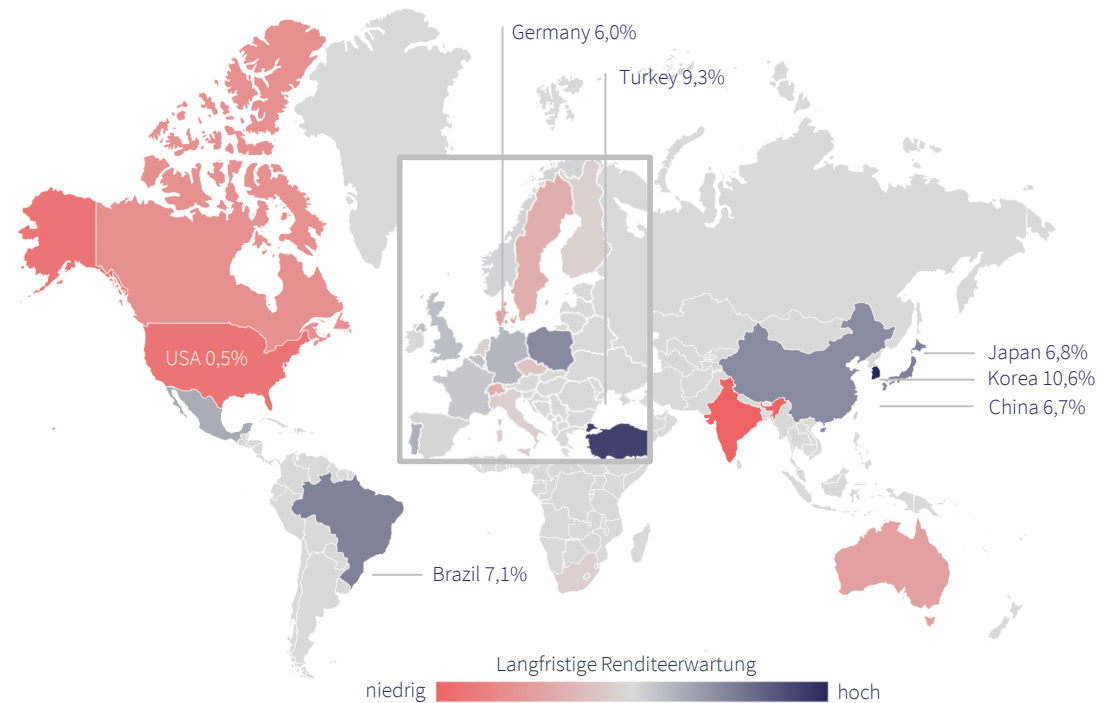 Germany 6,0%
Turkey 9,3%
USA 0,5%
Japan 6,8%
Korea 10,6%
China 6,7%
Brazil 7,1%
Langfristige Renditeerwartung
niedrig
hoch